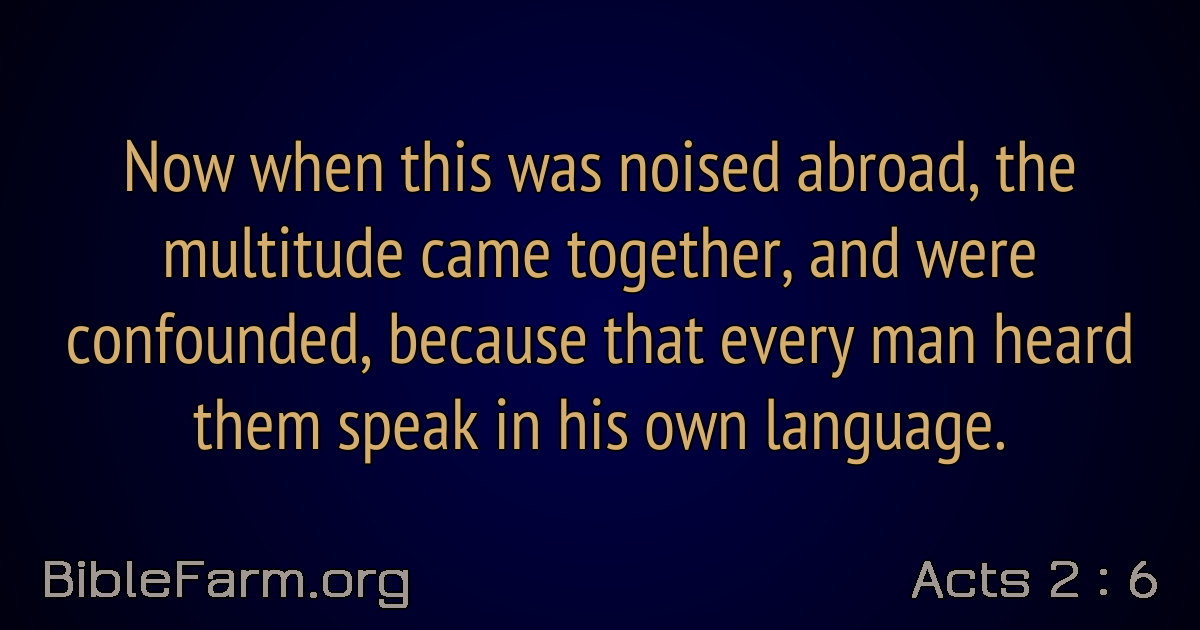 Now when this was noised abroad, the
multitude came together, and were
confounded, because that every man heard
them speak in his own language.
BibleFarm.org
Acts 2 : 6